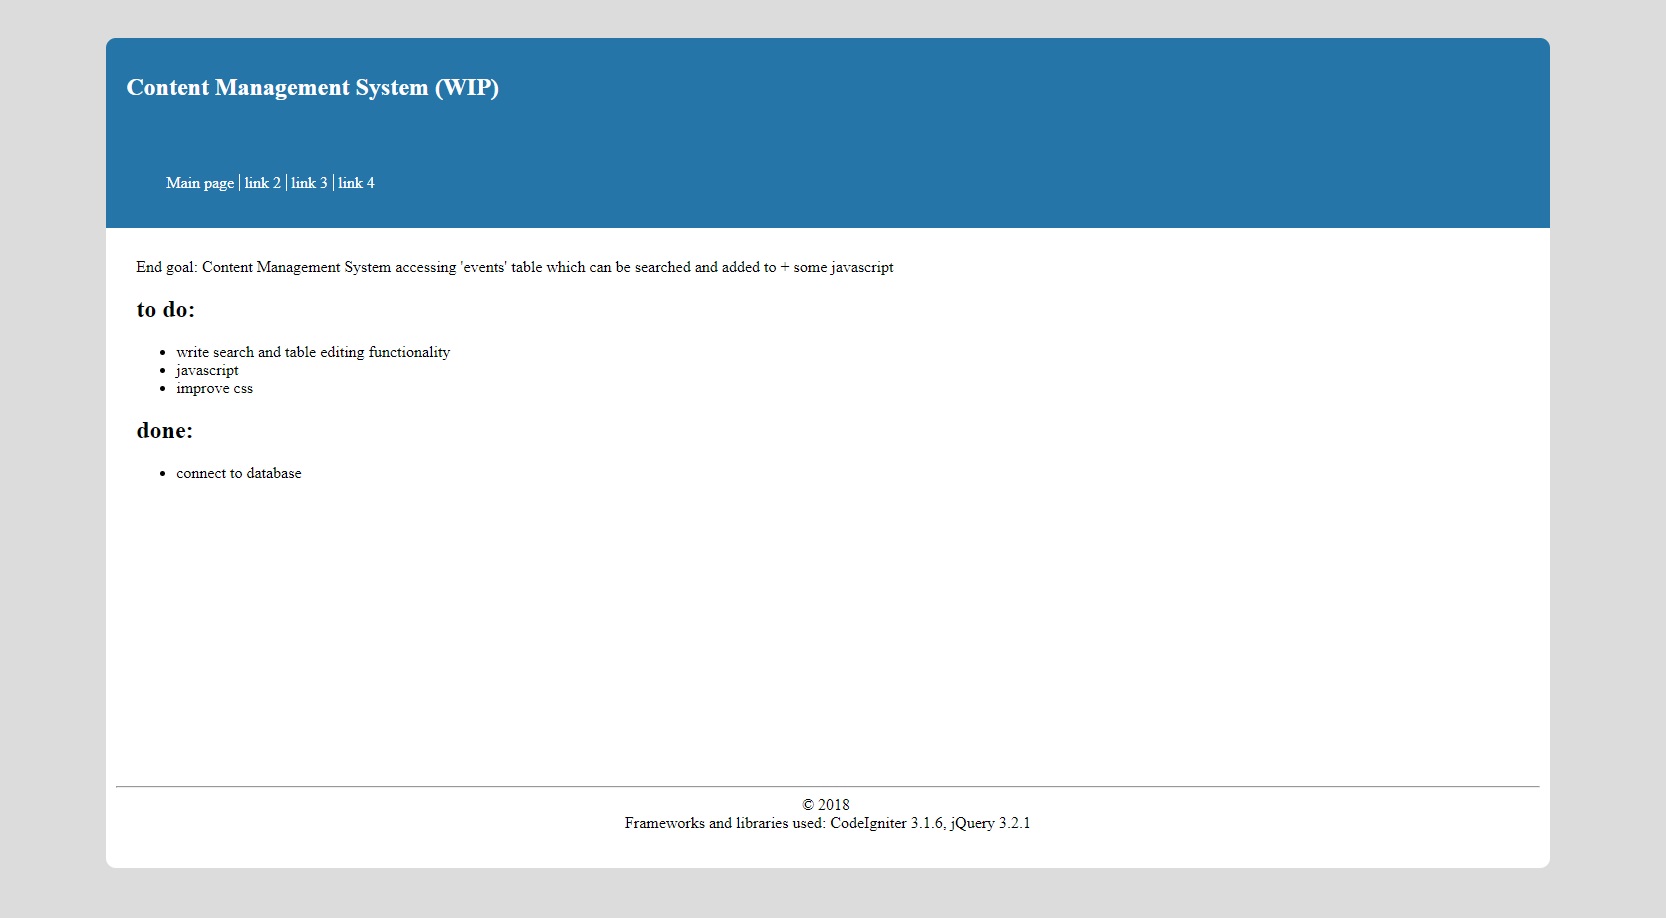 Content Management System (WIP)
Main page link 2 link 3 link 4
End goal: Content Management System accessing 'events' table which can be searched and added to + some javascript
to do:
write search and table editing functionality
javascript
improve css
done:
connect to database
© 2018
Frameworks and libraries used: CodeIgniter 3.1.6, jQuery 3.2.1